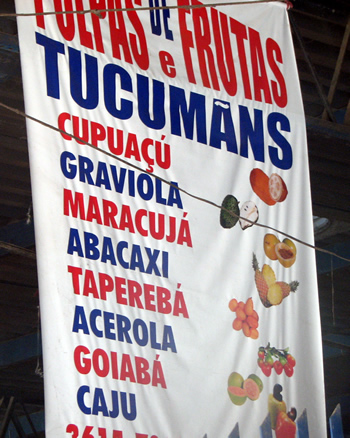 POLPAS DE
e FRUTAS
TUCUMÃNS
CUPUAÇÚ
GRAVIOLA
MARACUJÁ
ABACAXI
TAPEREBÁ
ACEROLA
GOIABÁ
CAJU